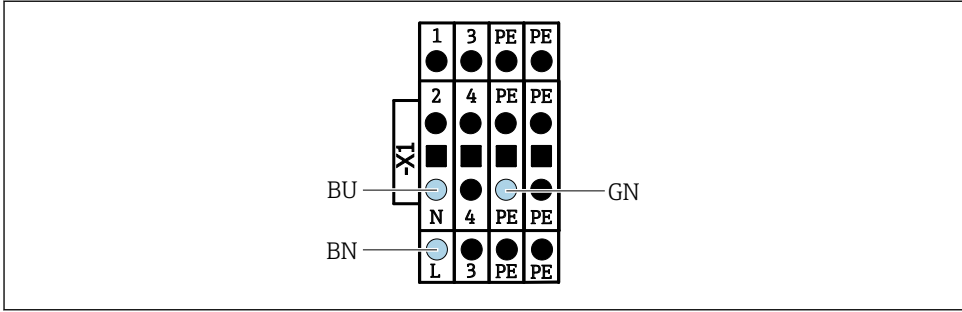 1 3 PE PE
2 4 PE PE
-X1
BU GN
N 4 PE PE
BN
L 3 PE PE